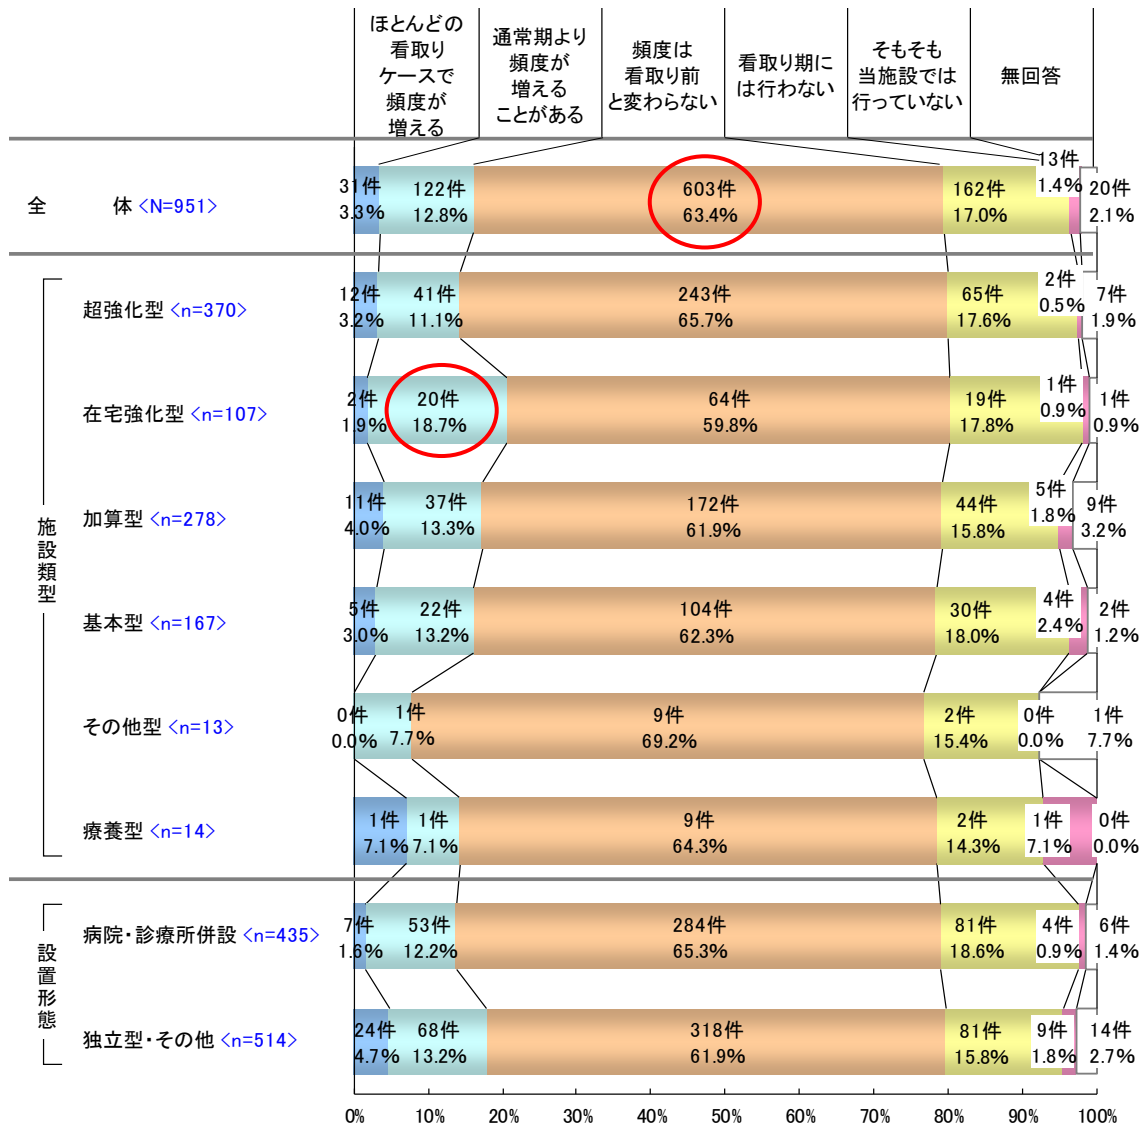 ほとんどの
看取り
ケースで
頻度が
増える
通常期より
頻度が
増える
ことがある
頻度は
看取り前
と変わらない
看取り期に
は行わない
そもそも
当施設では
行っていない
無回答
全 体 <N=951>
31件 122件 603件 162件 13件 20件
3.3% 12.8% 63.4% 17.0% 1.4% 2.1%
施設類型
超強化型 <n=370>
12件 41件 243件 65件 2件 7件
3.2% 11.1% 65.7% 17.6% 0.5% 1.9%
在宅強化型 <n=107>
2件 20件 64件 19件 1件 1件
1.9% 18.7% 59.8% 17.8% 0.9% 0.9%
加算型 <n=278>
11件 37件 172件 44件 5件 9件
4.0% 13.3% 61.9% 15.8% 1.8% 3.2%
基本型 <n=167>
5件 22件 104件 30件 4件 2件
3.0% 13.2% 62.3% 18.0% 2.4% 1.2%
その他型 <n=13>
0件 1件 9件 2件 0件 1件
0.0% 7.7% 69.2% 15.4% 0.0% 7.7%
療養型 <n=14>
1件 1件 9件 2件 1件 0件
7.1% 7.1% 64.3% 14.3% 7.1% 0.0%
設置形態
病院・診療所併設 <n=435>
7件 53件 284件 81件 4件 6件
1.6% 12.2% 65.3% 18.6% 0.9% 1.4%
独立型・その他 <n=514>
24件 68件 318件 81件 9件 14件
4.7% 13.2% 61.9% 15.8% 1.8% 2.7%
0% 10% 20% 30% 40% 50% 60% 70% 80% 90% 100%